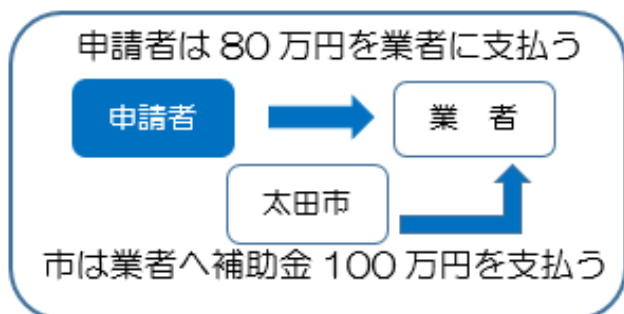 申請者は80万円を業者に支払う
申請者
業　者
太田市
市は業者へ補助金100万円を支払う